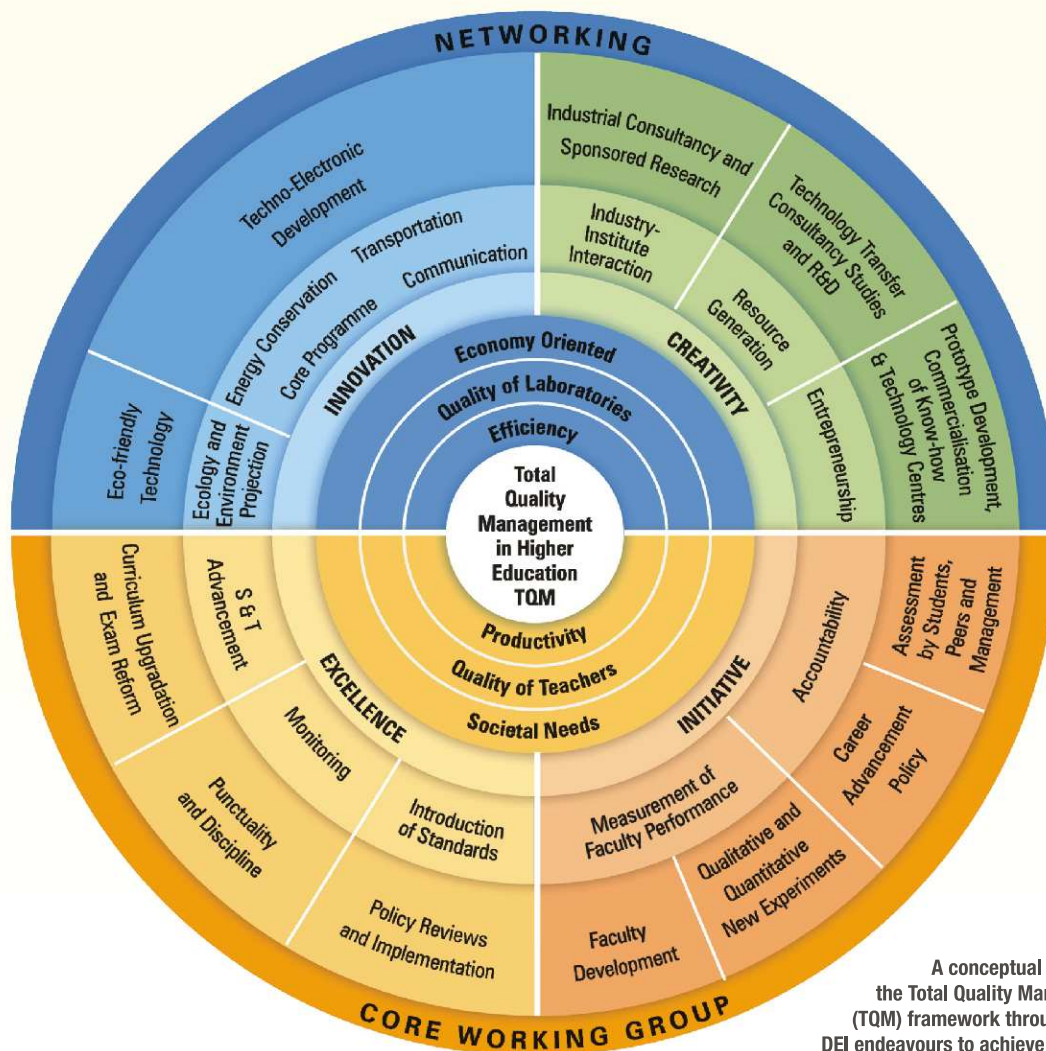 NETWORKING
Techno-Electronic
Development
Eco-friendly
Technology
Energy Conservation
Transportation
Core Programme
Communication
Ecology and
Environment
Projection
INNOVATION
Industrial Consultancy and
Sponsored Research
Technology Transfer
Consultancy Studies
and R&D
Prototype Development,
Commercialisation
of Know-how
& Technology Centres
Industry-
Institute
Interaction
Resource
Generation
Entrepreneurship
CREATIVITY
Economy Oriented
Quality of Laboratories
Efficiency
Total
Quality
Management
in Higher
Education
TQM
Productivity
Quality of Teachers
Societal Needs
EXCELLENCE
S & T
Advancement
Monitoring
Introduction
of Standards
Curriculum Upgradation
and Exam Reform
Punctuality
and Discipline
Policy Reviews
and Implementation
INITIATIVE
Accountability
Measurement of
Faculty Performance
Assessment
by Students,
Peers and
Management
Career
Advancement
Policy
Qualitative and
Quantitative
New Experiments
Faculty
Development
CORE WORKING GROUP
A conceptual
the Total Quality Mar
(TQM) framework throu
DEI endeavours to achieve